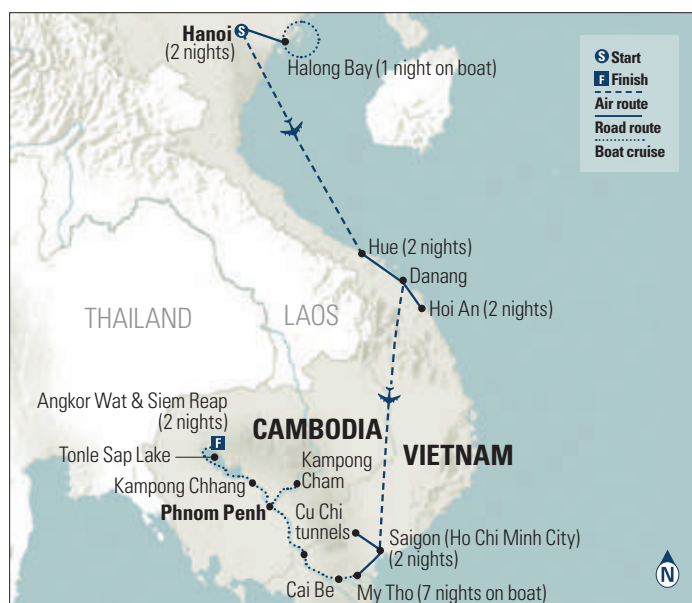 Hanoi
(2 nights)
Halong Bay (1 night on boat)
S Start
F Finish
Air route
Road route
Boat cruise
Hue (2 nights)
Danang
Hoi An (2 nights)
THAILAND
LAOS
Angkor Wat & Siem Reap
(2 nights)
F
CAMBODIA
VIETNAM
Tonle Sap Lake
Kampong
Cham
Kampong Chhang
Phnom Penh
Cu Chi
tunnels
Saigon (Ho Chi Minh City)
(2 nights)
Cai Be
My Tho (7 nights on boat)
S
N